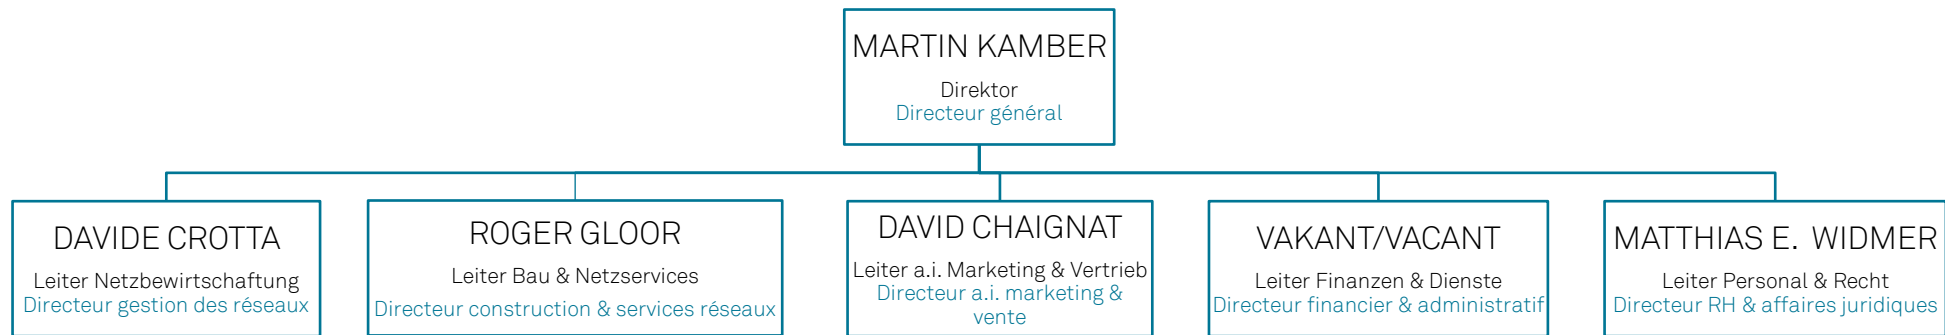 MARTIN KAMBER
Direktor
Directeur général
DAVIDE CROTTA
Leiter Netzbewirtschaftung
Directeur gestion des réseaux
ROGER GLOOR
Leiter Bau & Netzservices
Directeur construction & services réseaux
DAVID CHAIGNAT
Leiter a.i. Marketing & Vertrieb
Directeur a.i. marketing &
vente
VAKANT/VACANT
Leiter Finanzen & Dienste
Directeur financier & administratif
MATTHIAS E. WIDMER
Leiter Personal & Recht
Directeur RH & affaires juridiques